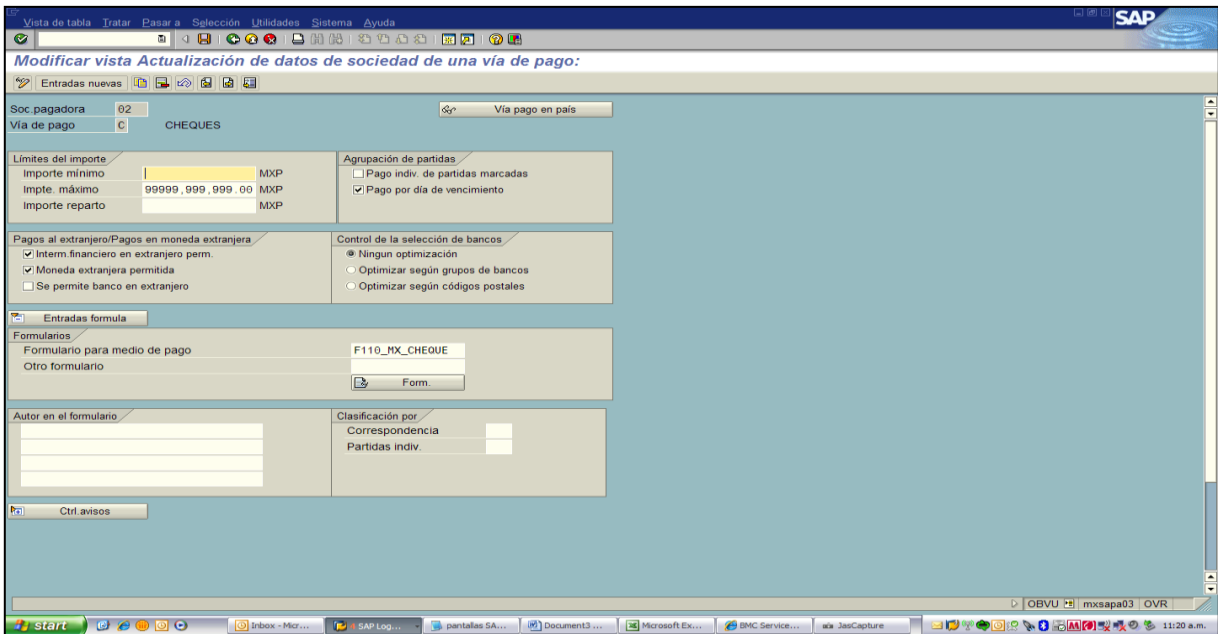 Vista de tabla Tratar Pasar a Selección Utilidades Sistema Ayuda
SAP
Modificar vista Actualización de datos de sociedad de una vía de pago:
Entradas nuevas
Soc.pagadora 02 Vía pago en país
Vía de pago C CHEQUES
Límites del importe
Importe mínimo MXP
Impte. máximo 99999,999,999.00 MXP
Importe reparto MXP
Agrupación de partidas
Pago indiv. de partidas marcadas
Pago por día de vencimiento
Pagos al extranjero/Pagos en moneda extranjera
Interm.financiero en extranjero perm.
Moneda extranjera permitida
Se permite banco en extranjero
Control de la selección de bancos
Ningun optimización
Optimizar según grupos de bancos
Optimizar según códigos postales
Entradas formula
Formularios
Formulario para medio de pago F110_MX_CHEQUE
Otro formulario
Form.
Autor en el formulario
Clasificación por
Correspondencia
Partidas indiv.
Ctrl.avisos
OBVU mxsapa03 OVR
start Inbox - Micr... 4 SAP Log... pantallas SA... Document3 ... Microsoft Ex... BMC Service... JasCapture 11:20 a.m.